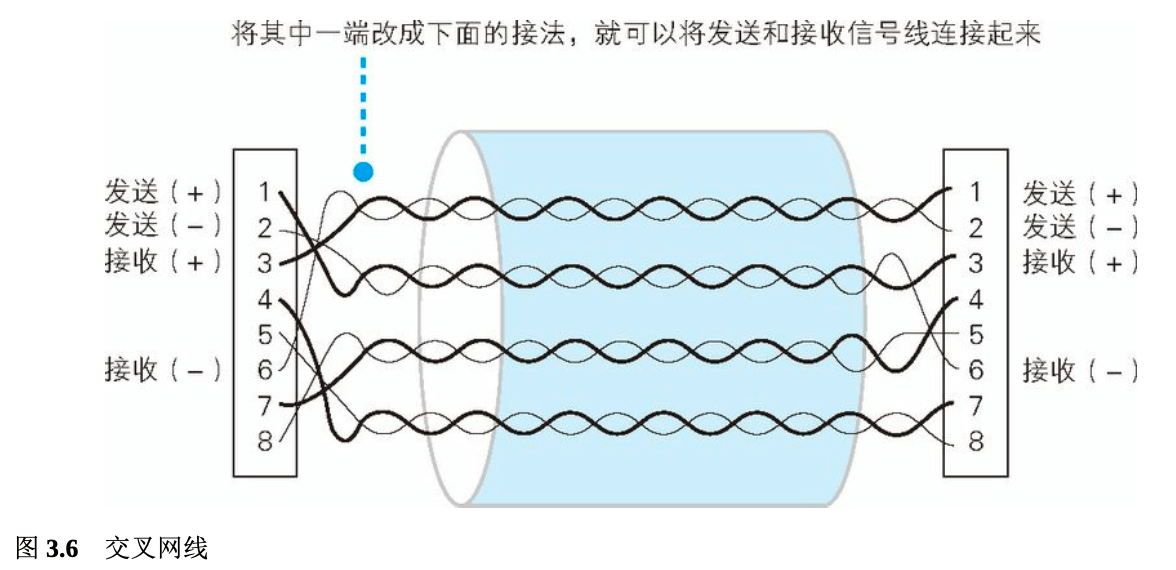 将其中一端改成下面的接法，就可以将发送和接收信号线连接起来
发送（+） 1 1 发送（+）
发送（-） 2 2 发送（-）
接收（+） 3 3 接收（+）
4 4
5 5
接收（-） 6 6 接收（-）
7 7
8 8
图 3.6 交叉网线